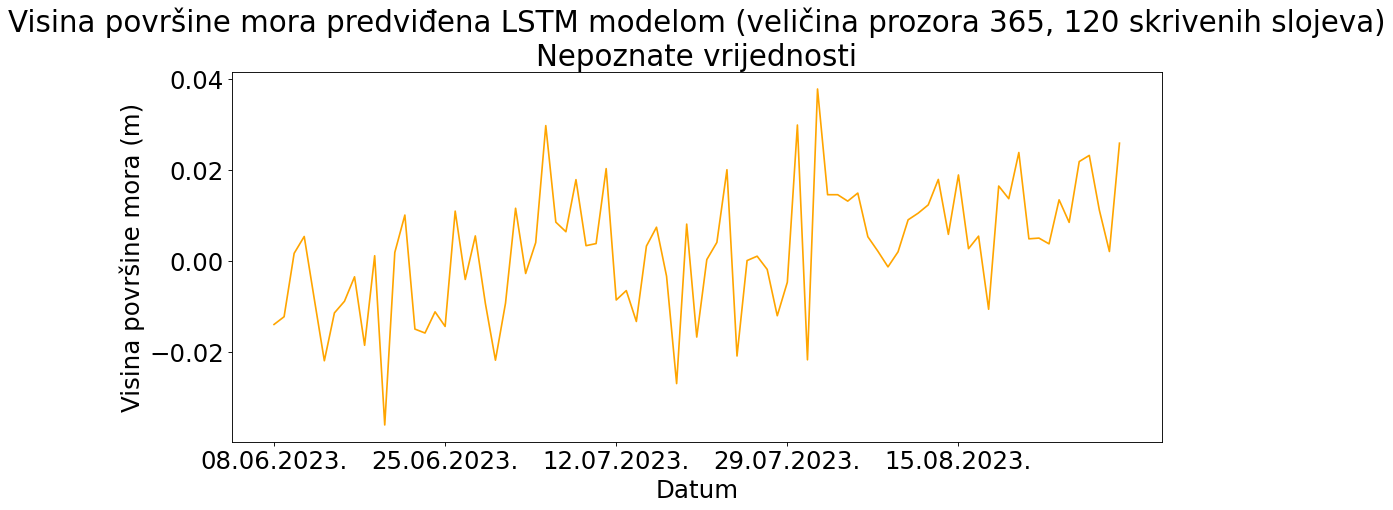 Visina površine mora predviđena LSTM modelom (veličina prozora 365, 120 skrivenih slojeva)
Nepoznate vrijednosti
Visina površine mora (m)
0.04
0.02
0.00
−0.02
08.06.2023. 25.06.2023. 12.07.2023. 29.07.2023. 15.08.2023.
Datum